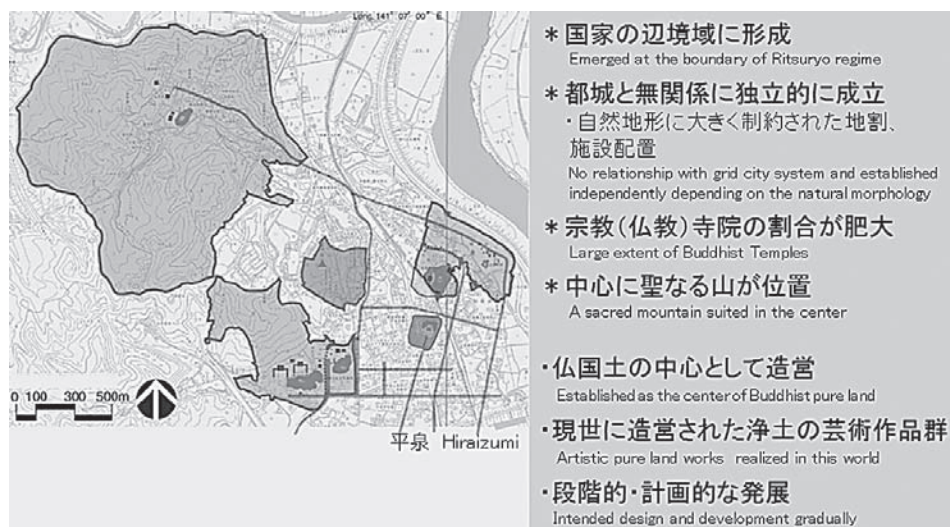 Long. 141° 07′ 00″ E.
0 100 300 500m
平泉 Hiraizumi
＊国家の辺境域に形成
Emerged at the boundary of Ritsuryo regime
＊都城と無関係に独立的に成立
・自然地形に大きく制約された地割、
施設配置
No relationship with grid city system and established
independently depending on the natural morphology
＊宗教(仏教)寺院の割合が肥大
Large extent of Buddhist Temples
＊中心に聖なる山が位置
A sacred mountain suited in the center
・仏国土の中心として造営
Established as the center of Buddhist pure land
・現世に造営された浄土の芸術作品群
Artistic pure land works realized in this world
・段階的・計画的な発展
Intended design and development gradually